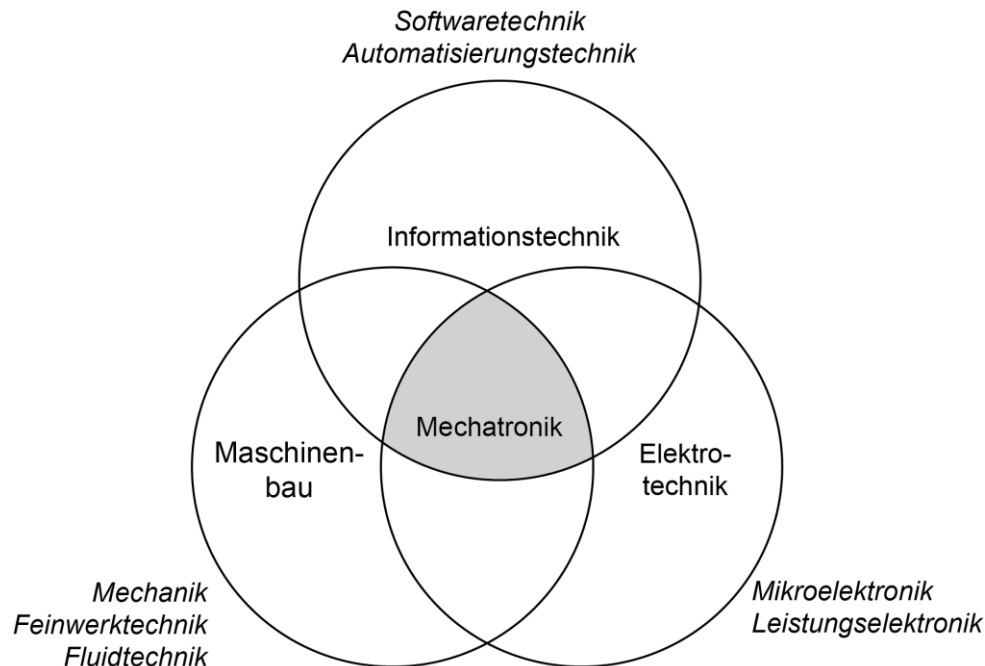 Softwaretechnik
Automatisierungstechnik
Informationstechnik
Mechatronik
Maschinen-
bau
Elektro-
technik
Mechanik
Feinwerktechnik
Fluidtechnik
Mikroelektronik
Leistungselektronik